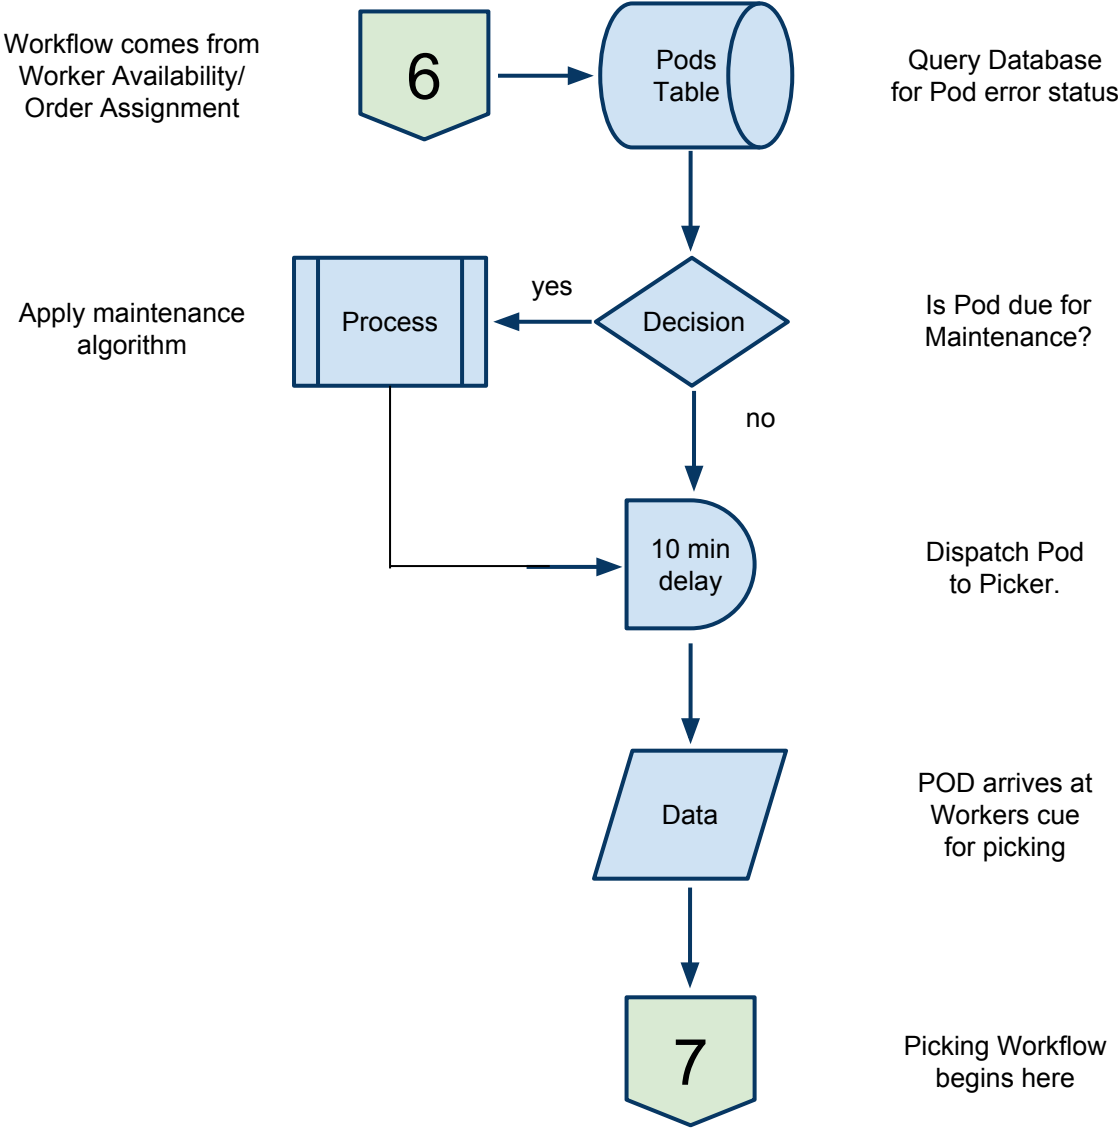 Workflow comes from
Worker Availability/
Order Assignment
6
Pods
Table
Query Database
for Pod error status
Apply maintenance
algorithm
Process
yes
Decision
Is Pod due for
Maintenance?
no
10 min
delay
Dispatch Pod
to Picker.
Data
POD arrives at
Workers cue
for picking
7
Picking Workflow
begins here